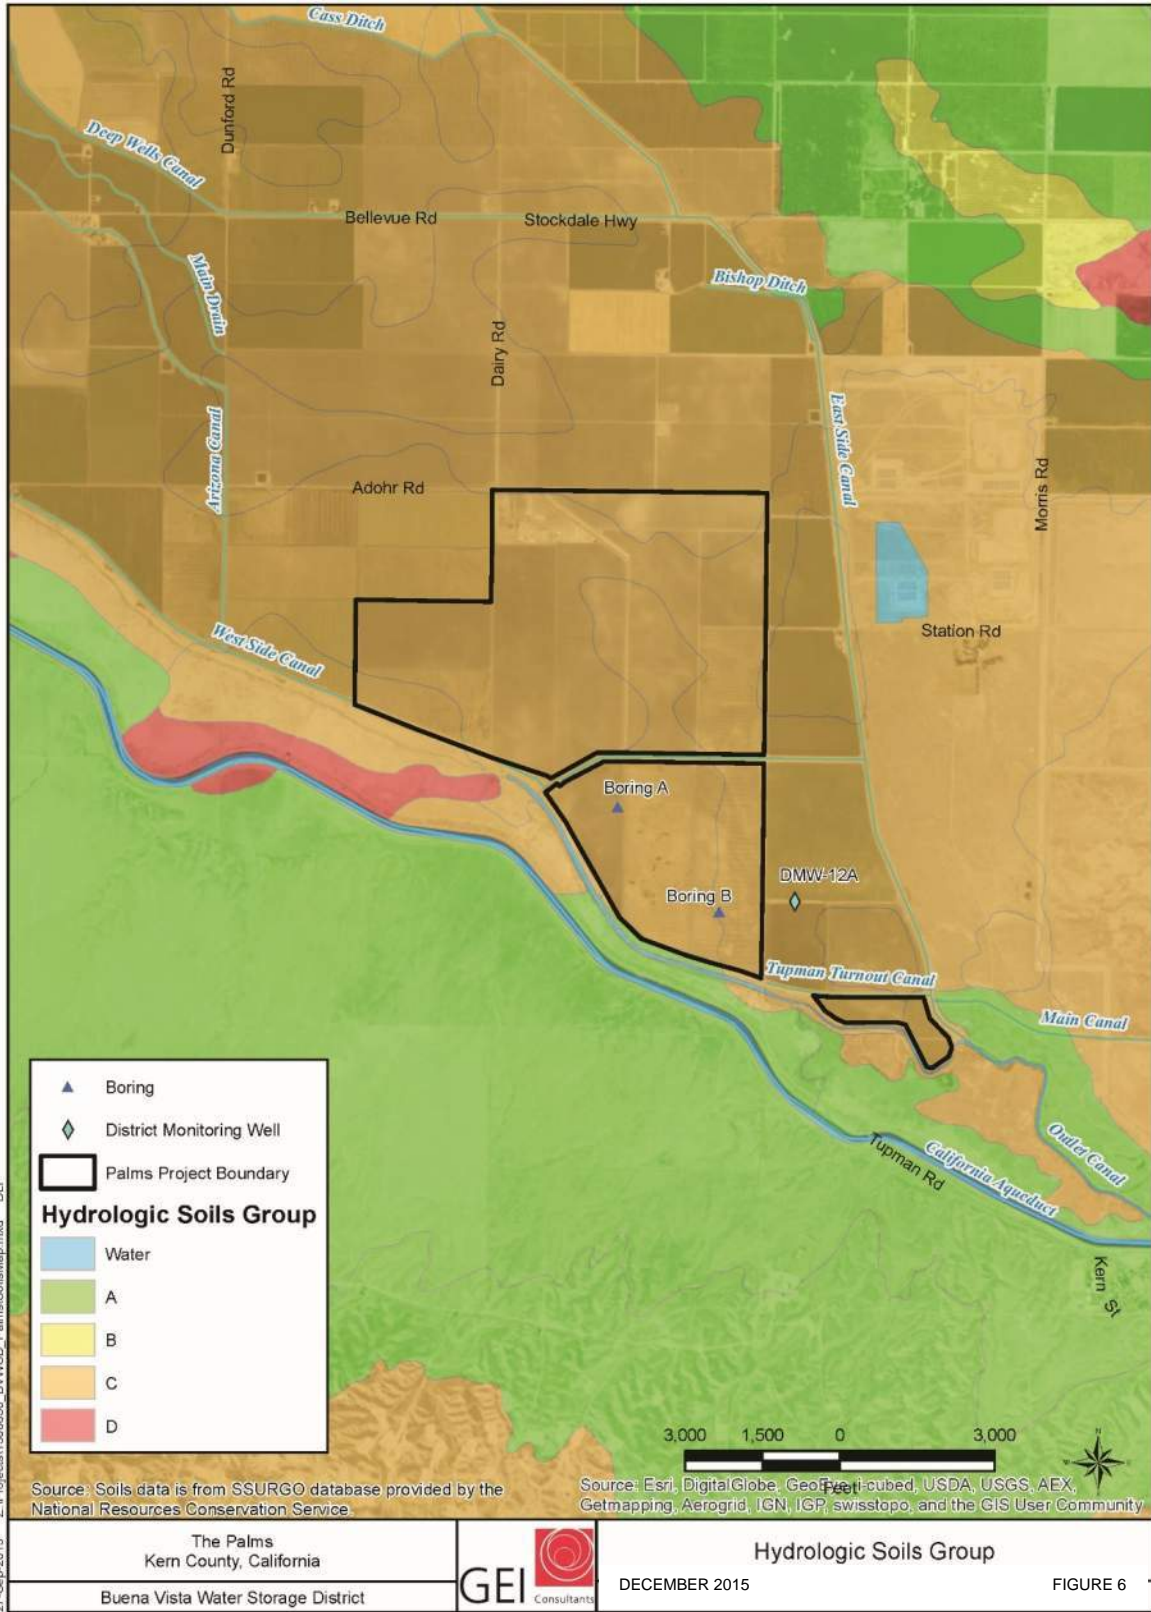 Cass Ditch
Dunford Rd
Deep Wells Canal
Bellevue Rd
Stockdale Hwy
Main Drain
Bishop Ditch
Dairy Rd
East Side Canal
Arizona Canal
Adohr Rd
Morris Rd
Station Rd
West Side Canal
Boring A
Boring B
DMW-12A
Tupman Turnout Canal
Main Canal
Outlet Canal
California Aqueduct
Tupman Rd
Kern St
Boring
District Monitoring Well
Palms Project Boundary
Hydrologic Soils Group
Water
A
B
C
D
3,000 1,500 0 3,000
Feet
N
Source: Soils data is from SSURGO database provided by the
National Resources Conservation Service.
Source: Esri, DigitalGlobe, GeoEye, i-cubed, USDA, USGS, AEX,
Getmapping, Aerogrid, IGN, IGP, swisstopo, and the GIS User Community
The Palms
Kern County, California
Buena Vista Water Storage District
GEI
Consultants
Hydrologic Soils Group
DECEMBER 2015
FIGURE 6